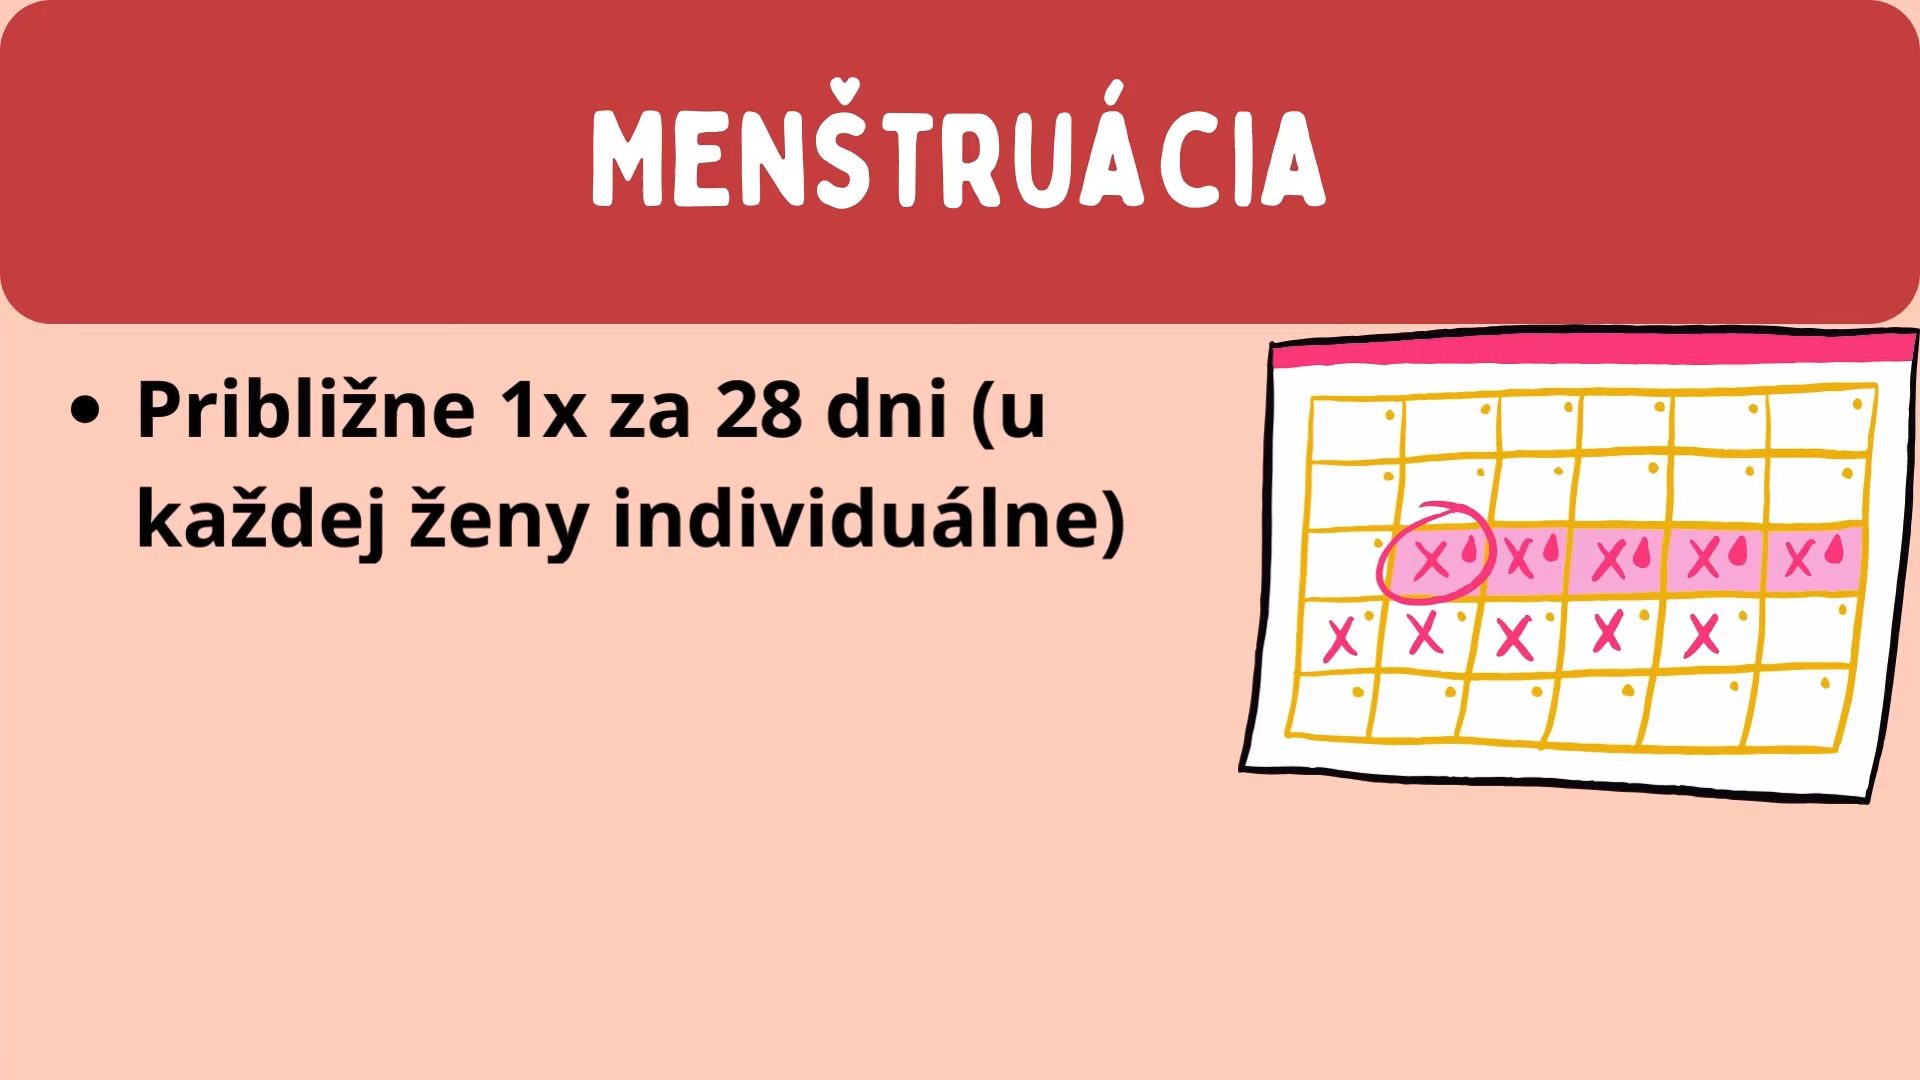 MENŠTRUÁCIA
• Približne 1x za 28 dni (u
každej ženy individuálne)